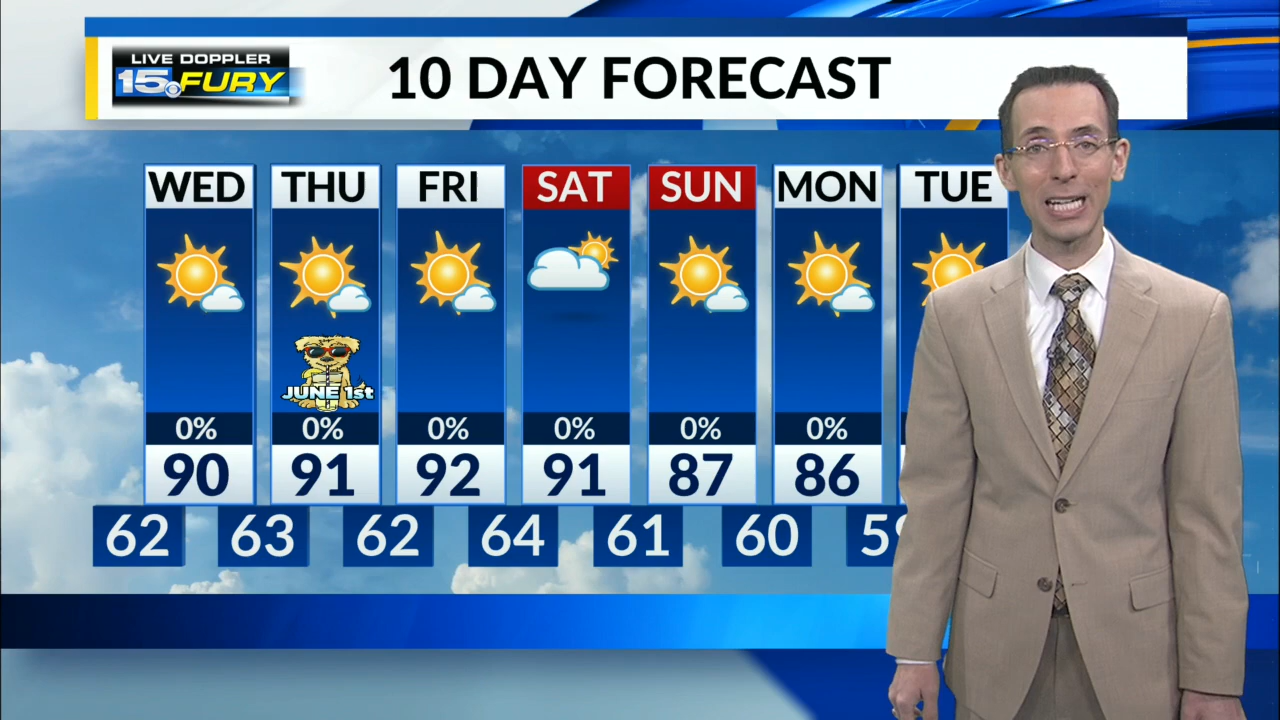 LIVE DOPPLER
15 FURY
10 DAY FORECAST
WED THU FRI SAT SUN MON TUE
JUNE 1st
0% 0% 0% 0% 0% 0%
90 91 92 91 87 86
62 63 62 64 61 60